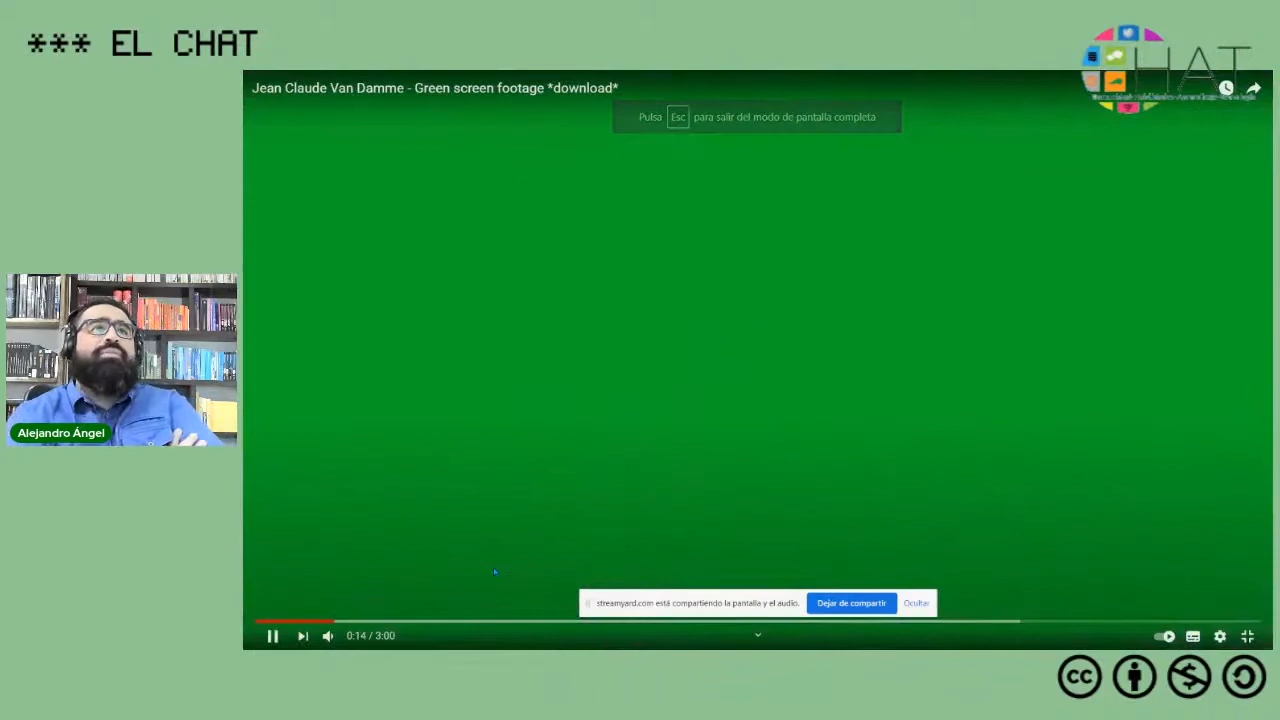 *** EL CHAT
HAT
Jean Claude Van Damme - Green screen footage *download*
Pulsa Esc para salir del modo de pantalla completa
Alejandro Ángel
streamyard.com está compartiendo la pantalla y el audio.
Dejar de compartir
Ocultar
0:14 / 3:00
cc